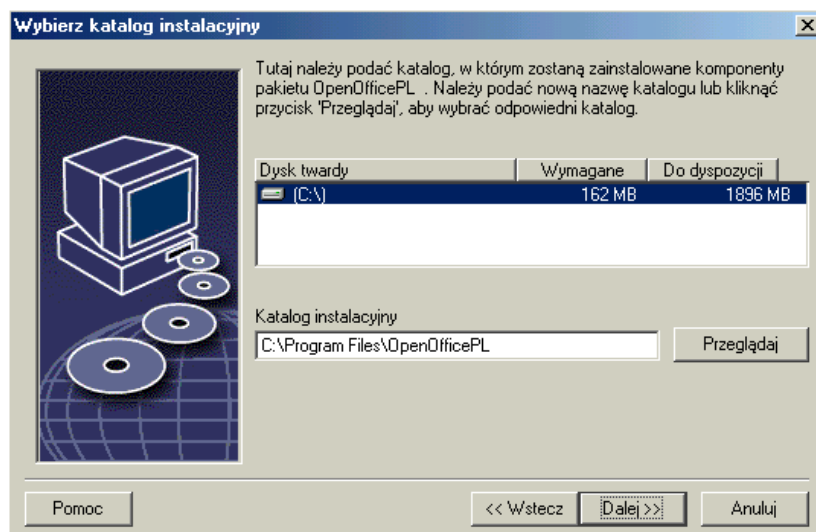 Wybierz katalog instalacyjny
Tutaj należy podać katalog, w którym zostaną zainstalowane komponenty
pakietu OpenOfficePL . Należy podać nową nazwę katalogu lub kliknąć
przycisk 'Przeglądaj', aby wybrać odpowiedni katalog.
Dysk twardy Wymagane Do dyspozycji
(C:\) 162 MB 1896 MB
Katalog instalacyjny
C:\Program Files\OpenOfficePL Przeglądaj
Pomoc << Wstecz Dalej >> Anuluj